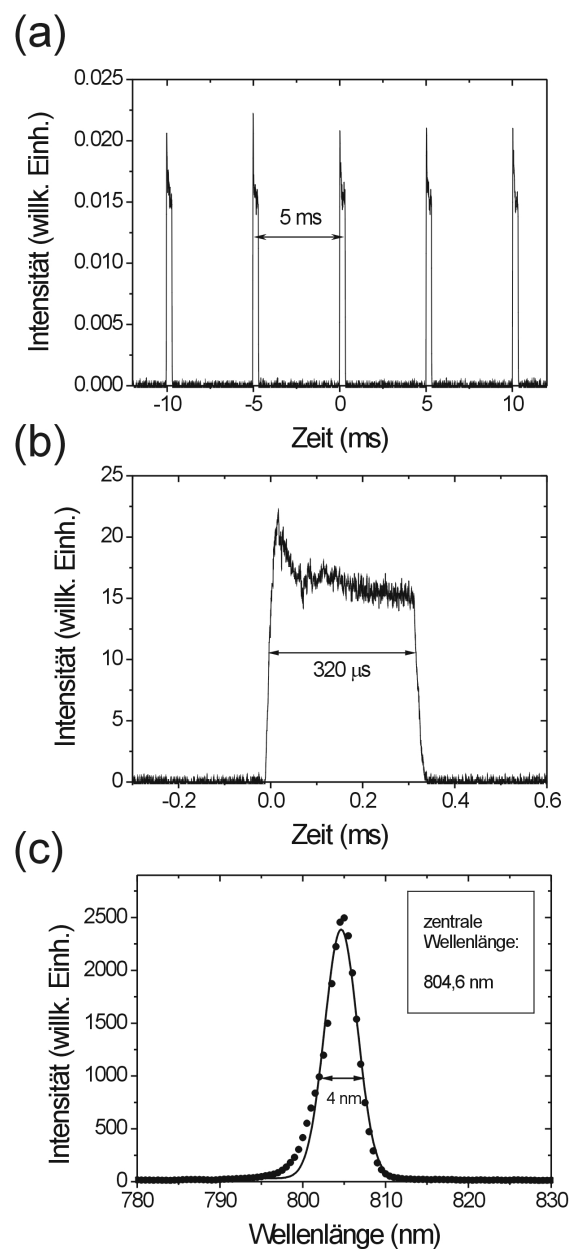 (a)
0.025
0.020
0.015
0.010
0.005
0.000
Intensität (willk. Einh.)
5 ms
-10
-5
0
5
10
Zeit (ms)
(b)
25
20
15
10
5
0
Intensität (willk. Einh.)
320 μs
-0.2
0.0
0.2
0.4
0.6
Zeit (ms)
(c)
2500
2000
1500
1000
500
0
Intensität (willk. Einh.)
zentrale
Wellenlänge:
804,6 nm
4 nm
780
790
800
810
820
830
Wellenlänge (nm)